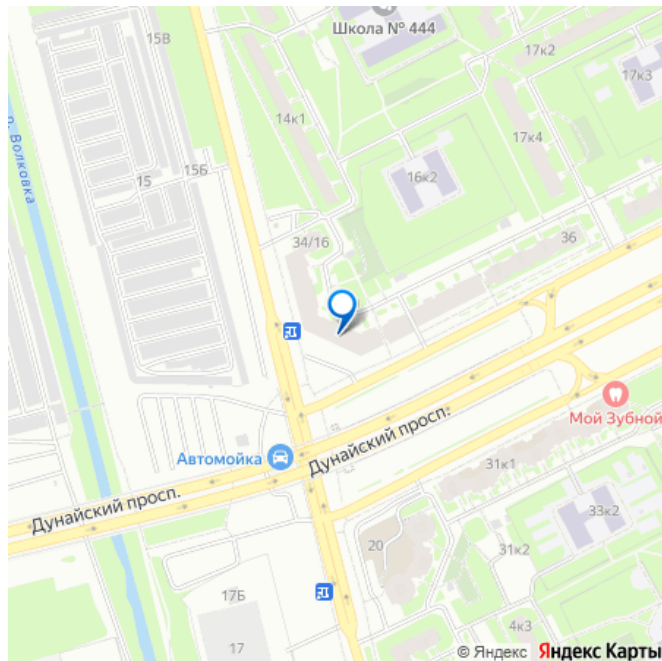 Школа № 444
15В
17к2
17к3
14к1
17к4
р. Волковка
15Б
15
16к2
34/16
36
Мой Зубной
Дунайский просп.
Автомойка
31к1
Дунайский просп.
33к2
20
31к2
17Б
4к3
17
© Яндекс Яндекс Карты